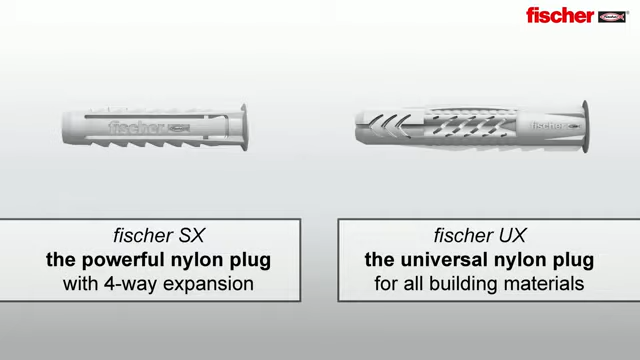 fischer
fischer
fischer
fischer SX
the powerful nylon plug
with 4-way expansion
fischer UX
the universal nylon plug
for all building materials